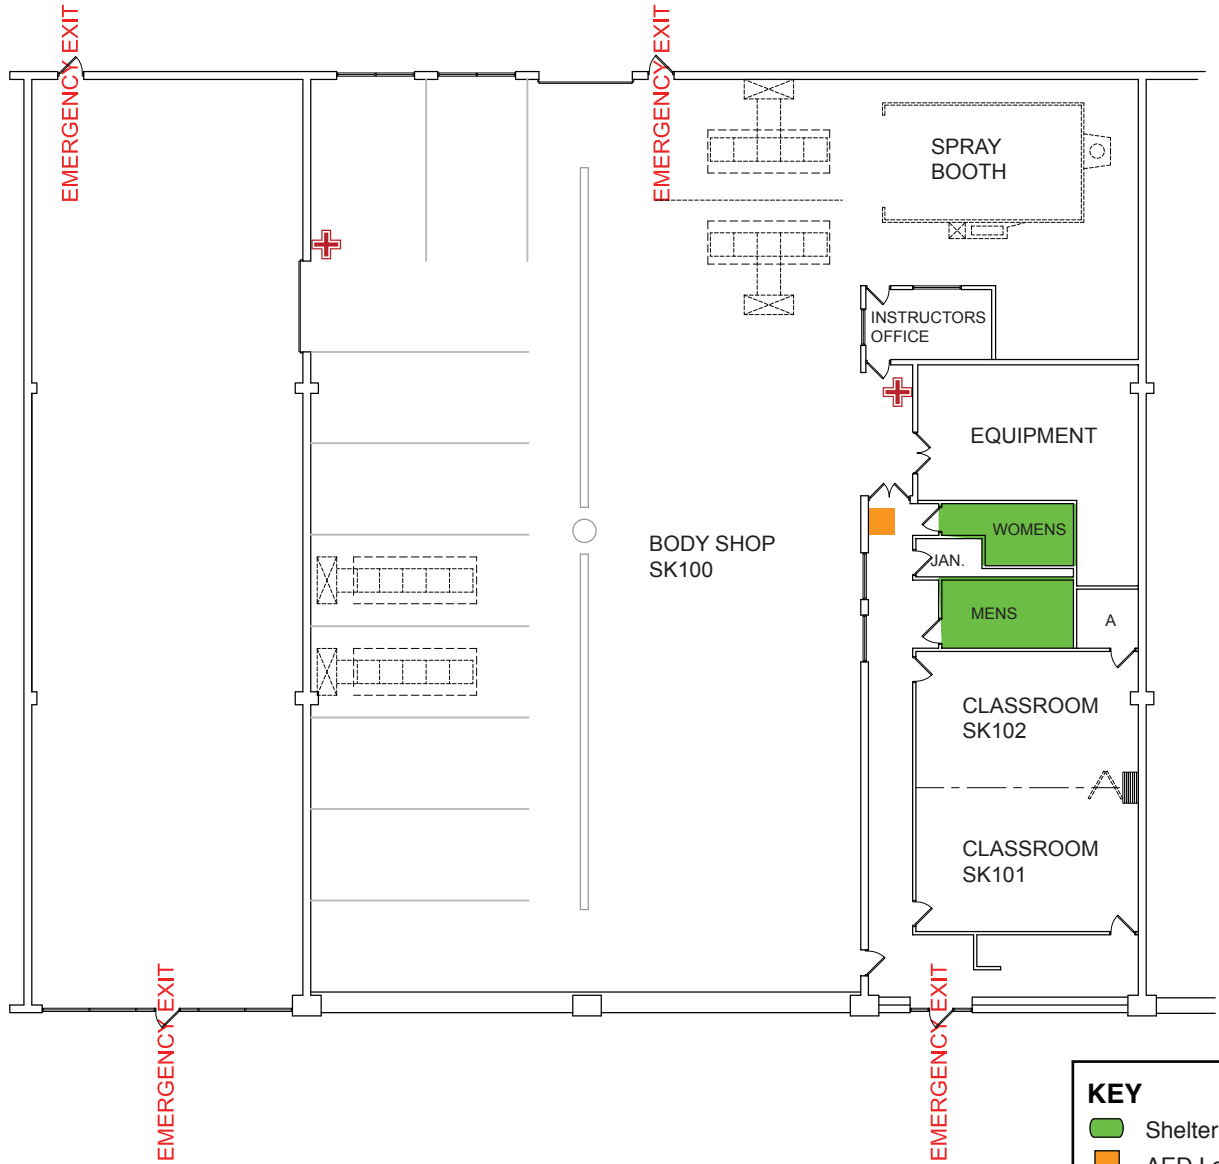 EMERGENCY EXIT
EMERGENCY EXIT
SPRAY
BOOTH
INSTRUCTORS
OFFICE
EQUIPMENT
WOMENS
BODY SHOP
SK100
JAN.
MENS
A
CLASSROOM
SK102
CLASSROOM
SK101
EMERGENCY EXIT
EMERGENCY EXIT
KEY
Shelter
AED